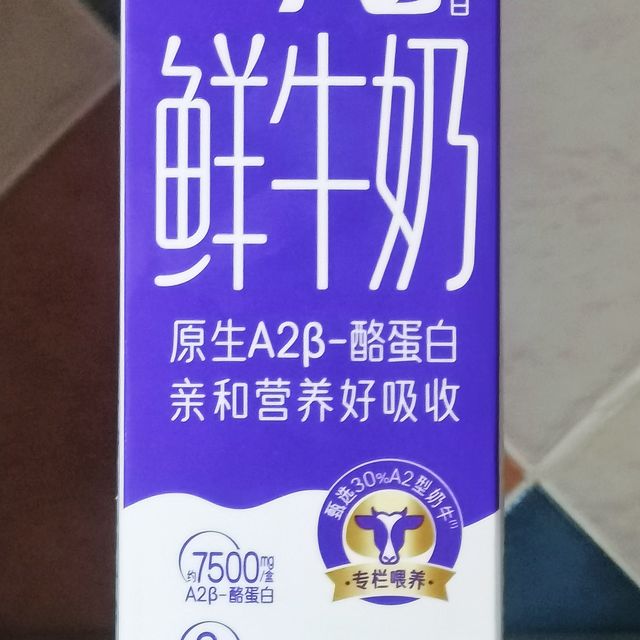 白
鲜牛奶
原生A2β-酪蛋白
亲和营养好吸收
甄选30%A2型奶牛
专栏喂养
约7500mg/盒
A2β-酪蛋白